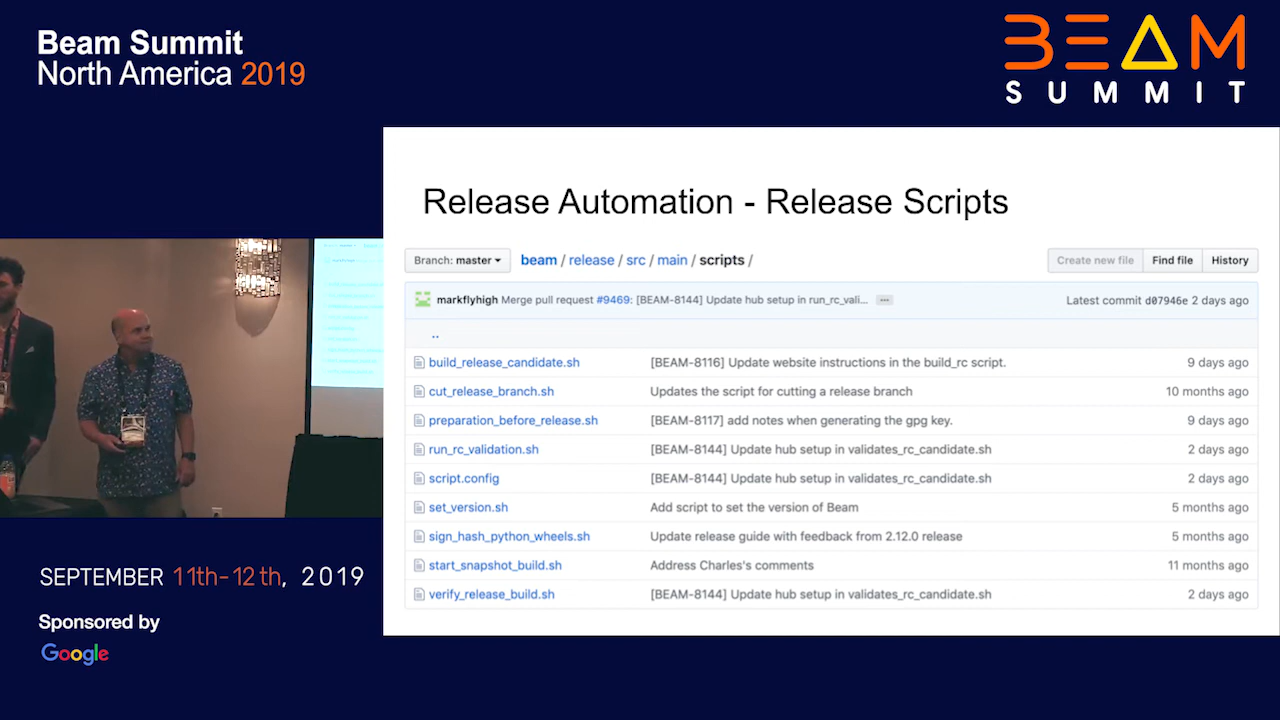 Beam Summit
North America 2019
BEAM
SUMMIT
Release Automation - Release Scripts
Branch: master
beam / release / src / main / scripts /
Create new file
Find file
History
markflyhigh Merge pull request #9469: [BEAM-8144] Update hub setup in run_rc_vali... ...
Latest commit d07946e 2 days ago
..
build_release_candidate.sh [BEAM-8116] Update website instructions in the build_rc script. 9 days ago
cut_release_branch.sh Updates the script for cutting a release branch 10 months ago
preparation_before_release.sh [BEAM-8117] add notes when generating the gpg key. 9 days ago
run_rc_validation.sh [BEAM-8144] Update hub setup in validates_rc_candidate.sh 2 days ago
script.config [BEAM-8144] Update hub setup in validates_rc_candidate.sh 2 days ago
set_version.sh Add script to set the version of Beam 5 months ago
sign_hash_python_wheels.sh Update release guide with feedback from 2.12.0 release 5 months ago
start_snapshot_build.sh Address Charles's comments 11 months ago
verify_release_build.sh [BEAM-8144] Update hub setup in validates_rc_candidate.sh 2 days ago
SEPTEMBER 11th-12th, 2019
Sponsored by
Google